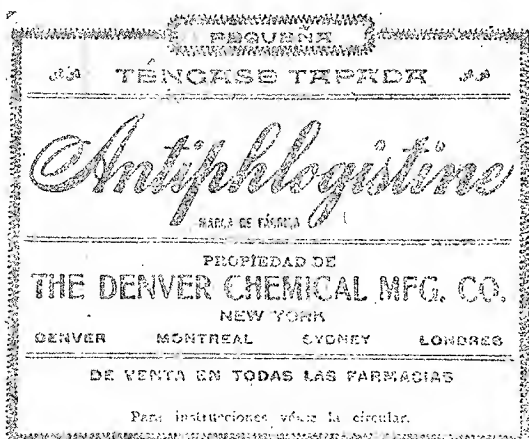 PEQUEÑA
TÉNGASE TAPADA
Antiphlogistine
MARCA DE FÁBRICA
PROPIEDAD DE
THE DENVER CHEMICAL MFG. CO.
NEW YORK
DENVER MONTREAL SYDNEY LONDRES
DE VENTA EN TODAS LAS FARMACIAS
Para instrucciones véase la circular.